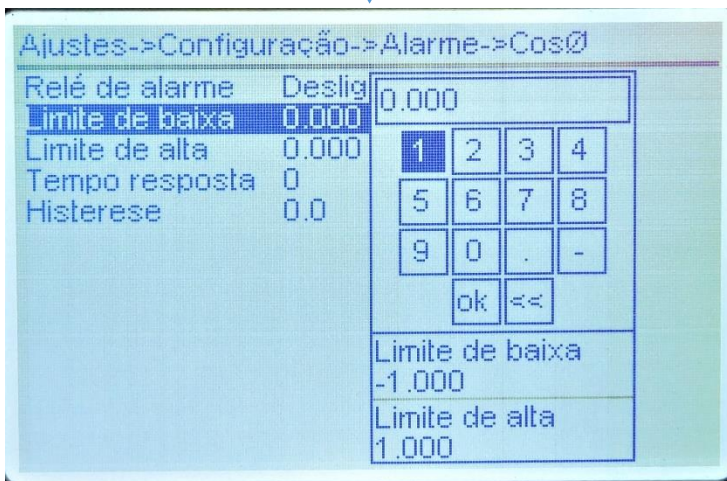 Ajustes->Configuração->Alarme->CosØ
Relé de alarme Deslig
Limite de baixa 0.000
Limite de alta 0.000
Tempo resposta 0
Histerese 0.0
0.000
1 2 3 4
5 6 7 8
9 0 . -
ok <<
Limite de baixa
-1.000
Limite de alta
1.000